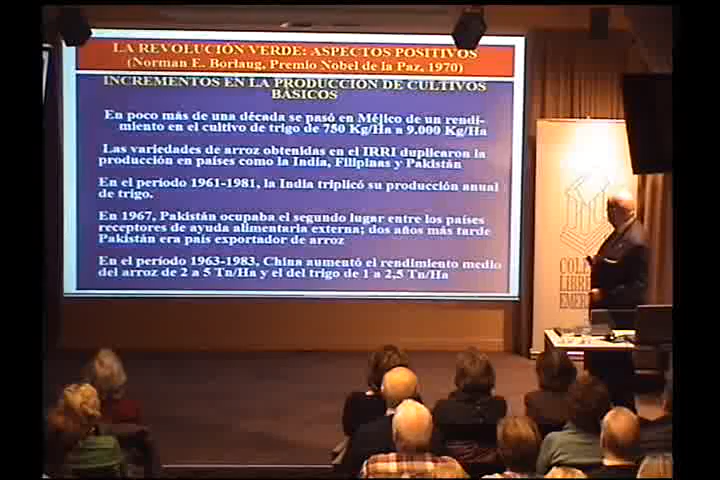 LA REVOLUCIÓN VERDE: ASPECTOS POSITIVOS
(Norman E. Borlaug, Premio Nobel de la Paz, 1970)
INCREMENTOS EN LA PRODUCCIÓN DE CULTIVOS
BÁSICOS
En poco más de una década se pasó en Méjico de un rendi-
miento en el cultivo de trigo de 750 Kg/Ha a 9.000 Kg/Ha
Las variedades de arroz obtenidas en el IRRI duplicaron la
producción en países como la India, Filipinas y Pakistán
En el período 1961-1981, la India triplicó su producción anual
de trigo.
En 1967, Pakistán ocupaba el segundo lugar entre los países
receptores de ayuda alimentaria externa; dos años más tarde
Pakistán era país exportador de arroz
En el período 1963-1983, China aumentó el rendimiento medio
del arroz de 2 a 5 Tn/Ha y el del trigo de 1 a 2,5 Tn/Ha